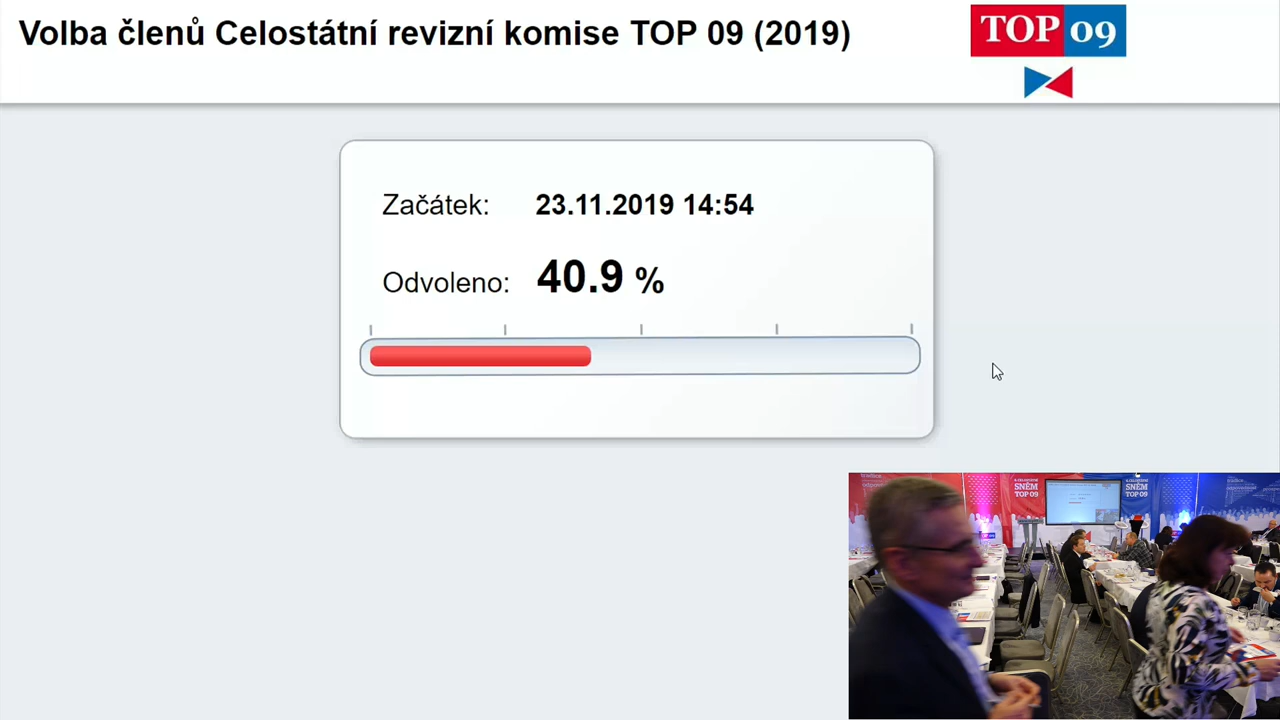 Volba členů Celostátní revizní komise TOP 09 (2019)
TOP 09
Začátek: 23.11.2019 14:54
Odvoleno: 40.9 %
SNĚM
TOP 09
SNĚM
TOP 09